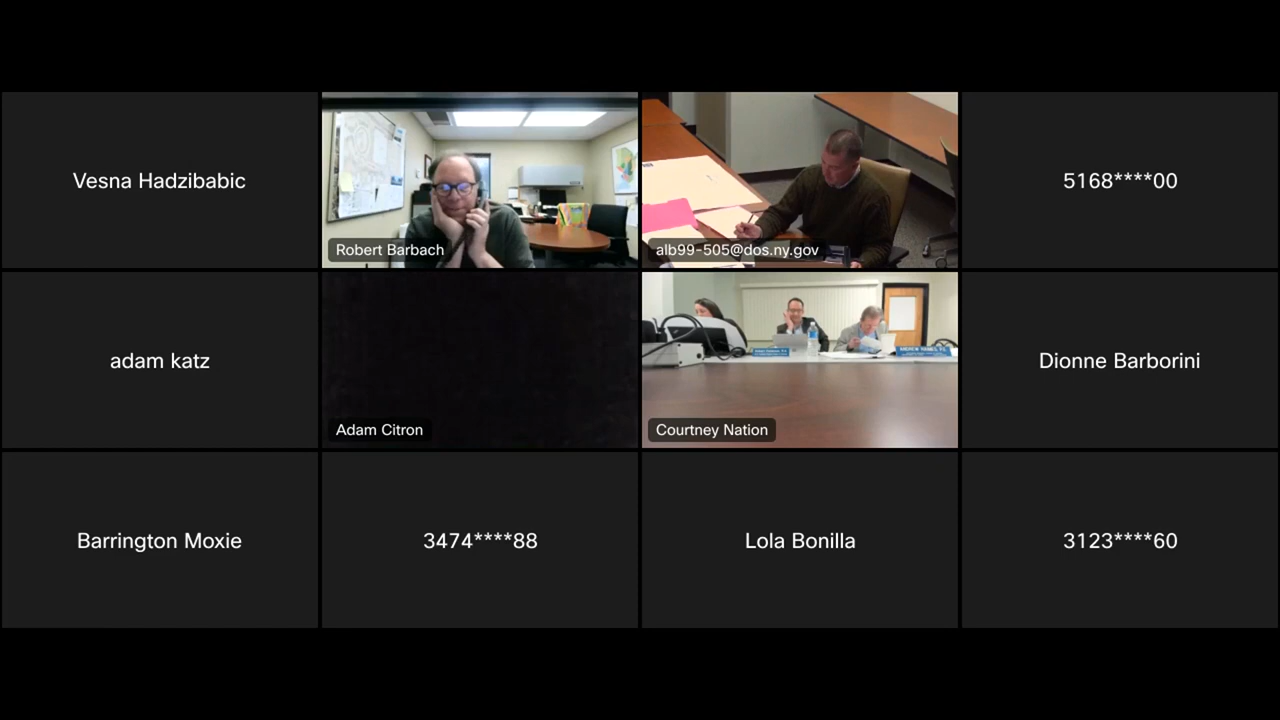 Vesna Hadzibabic
Robert Barbach
alb99-505@dos.ny.gov
5168****00
adam katz
Adam Citron
Courtney Nation
Dionne Barborini
Barrington Moxie
3474****88
Lola Bonilla
3123****60